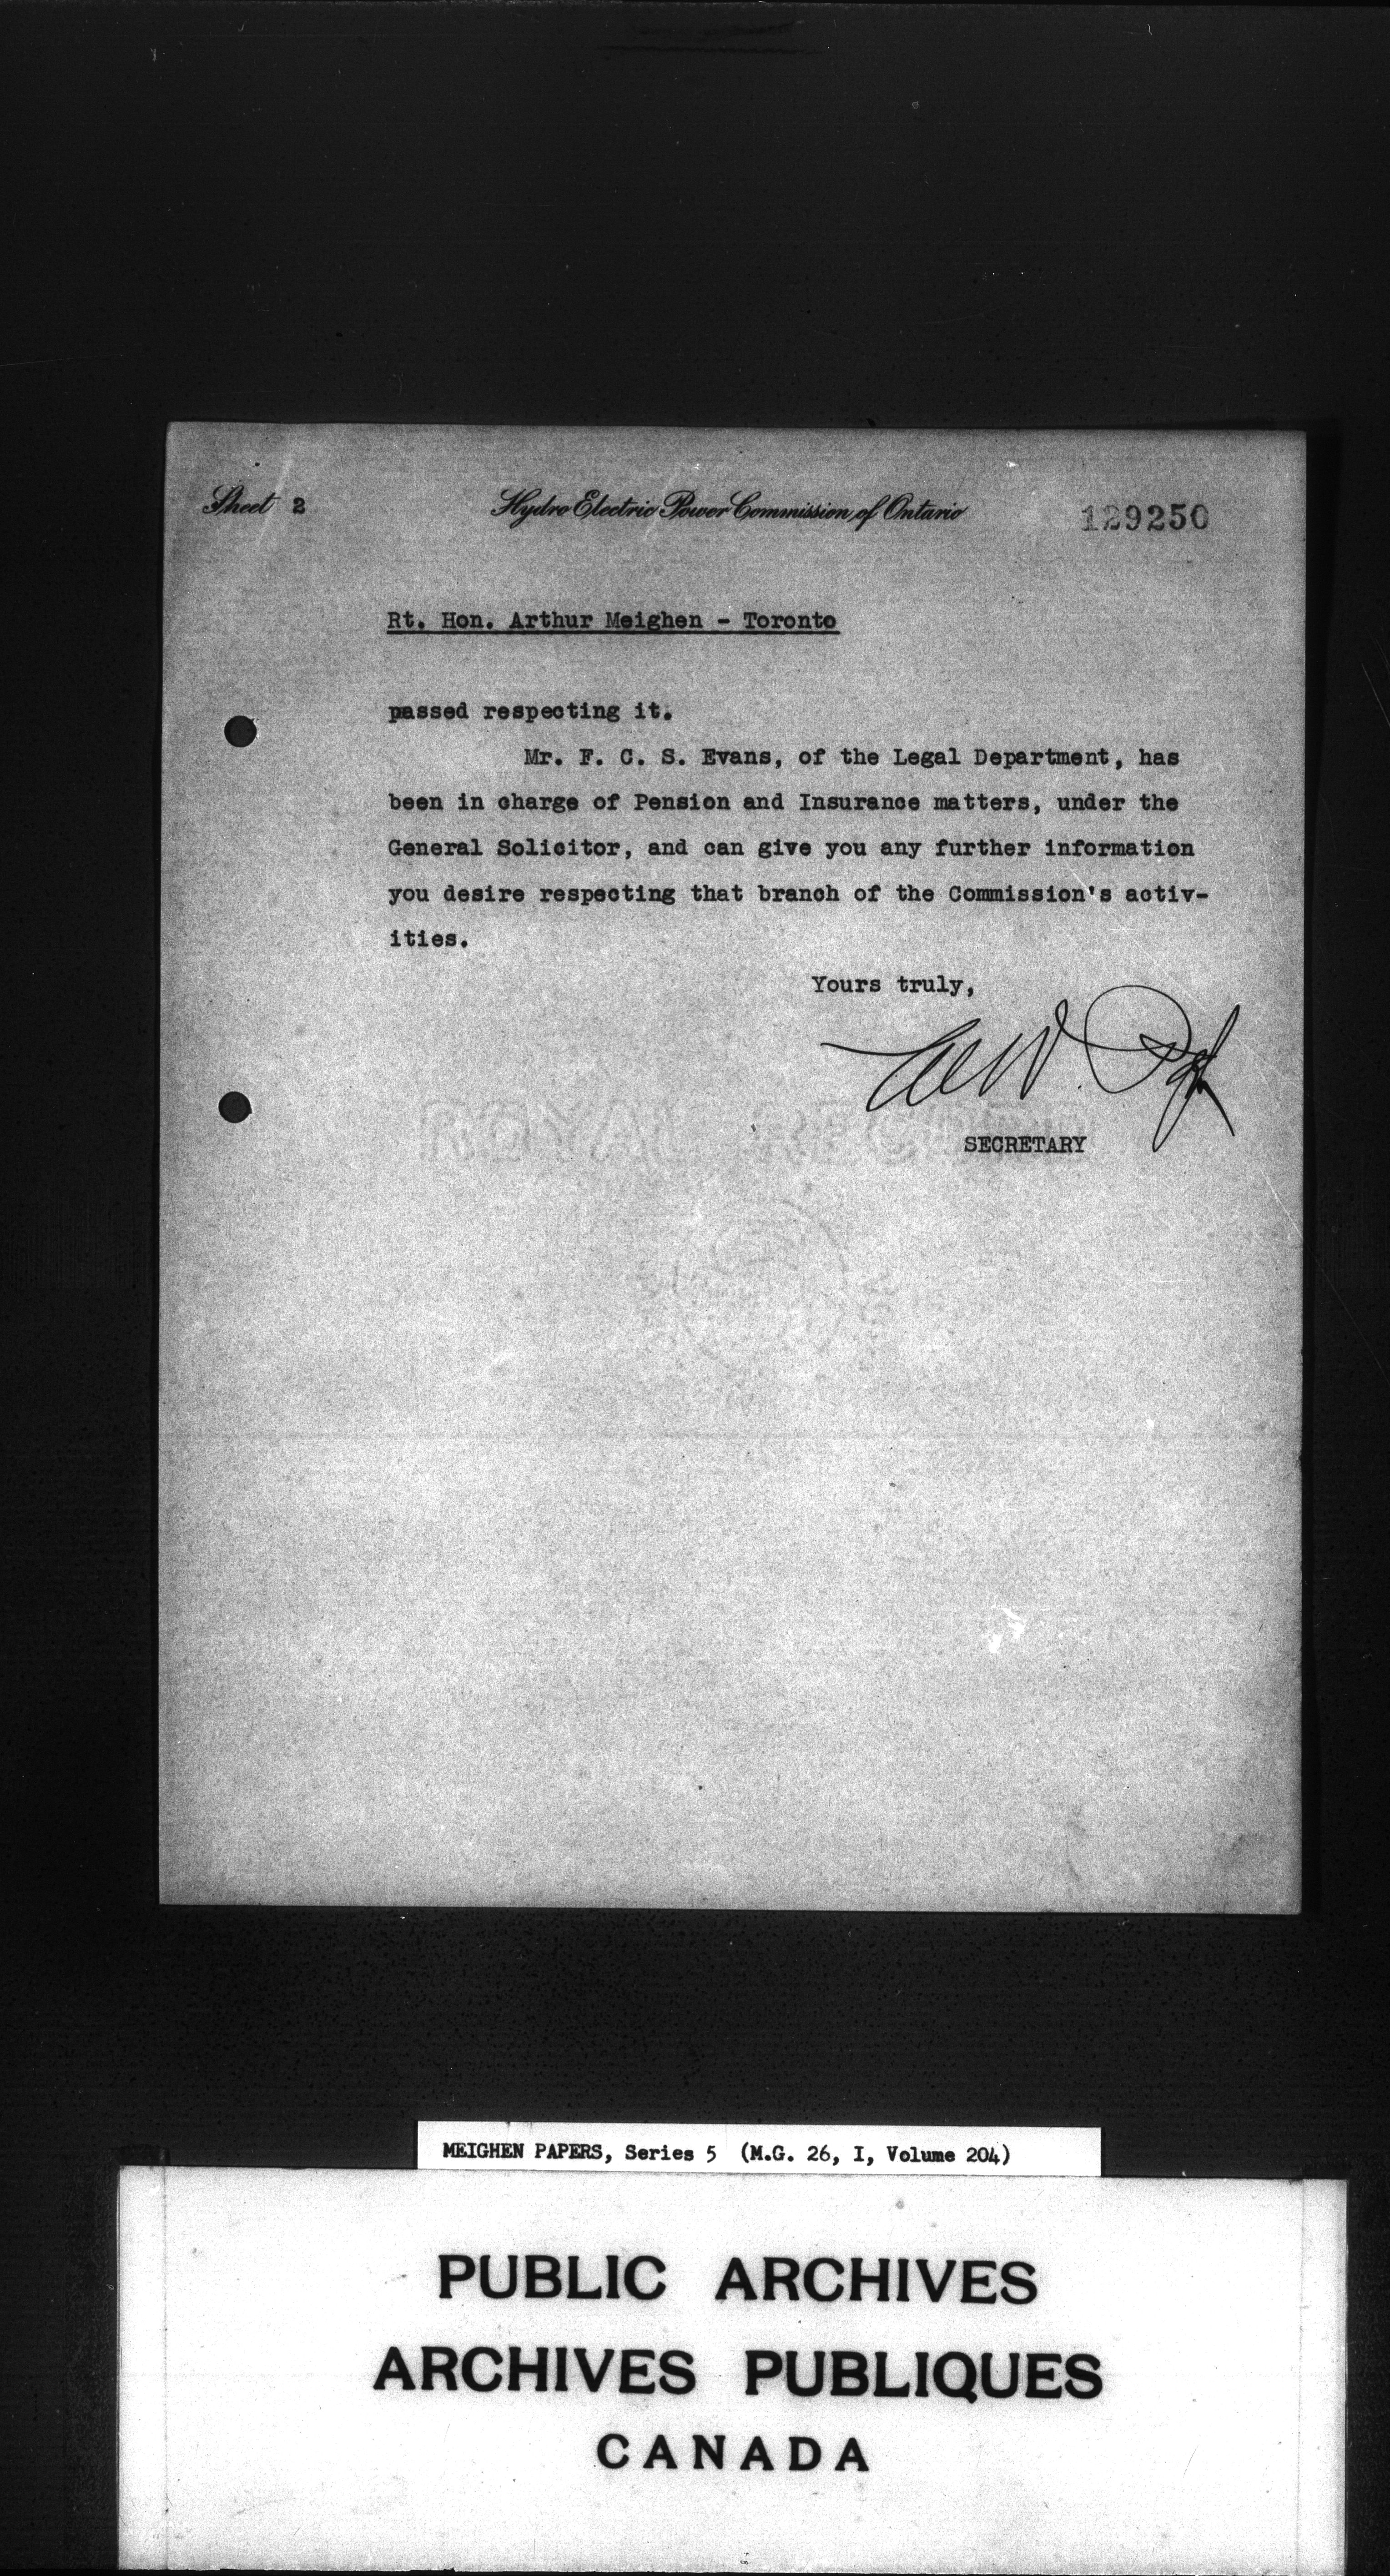 Sheet 2
Hydro Electric Power Commission of Ontario
129250
Rt. Hon. Arthur Meighen - Toronto
passed respecting it.
Mr. F. C. S. Evans, of the Legal Department, has
been in charge of Pension and Insurance matters, under the
General Solicitor, and can give you any further information
you desire respecting that branch of the Commission's activ-
ities.
Yours truly,
SECRETARY
ROYAL RECORD
MEIGHEN PAPERS, Series 5 (M.G. 26, I, Volume 204)
PUBLIC ARCHIVES
ARCHIVES PUBLIQUES
CANADA